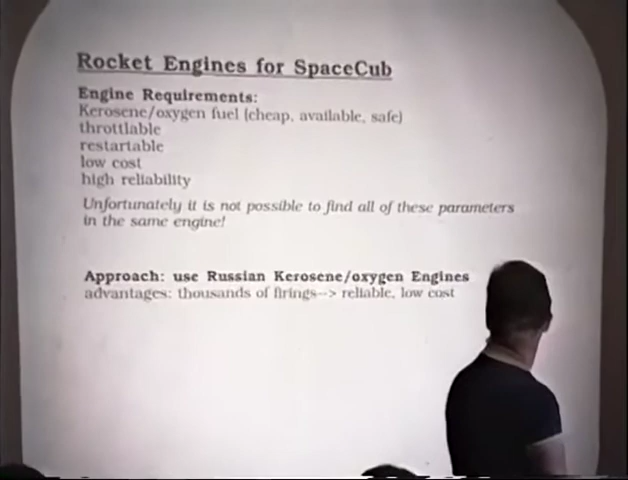 Rocket Engines for SpaceCub
Engine Requirements:
Kerosene/oxygen fuel (cheap, available, safe)
throttlable
restartable
low cost
high reliability
Unfortunately it is not possible to find all of these parameters
in the same engine!
Approach: use Russian Kerosene/oxygen Engines
advantages: thousands of firings--> reliable, low cost